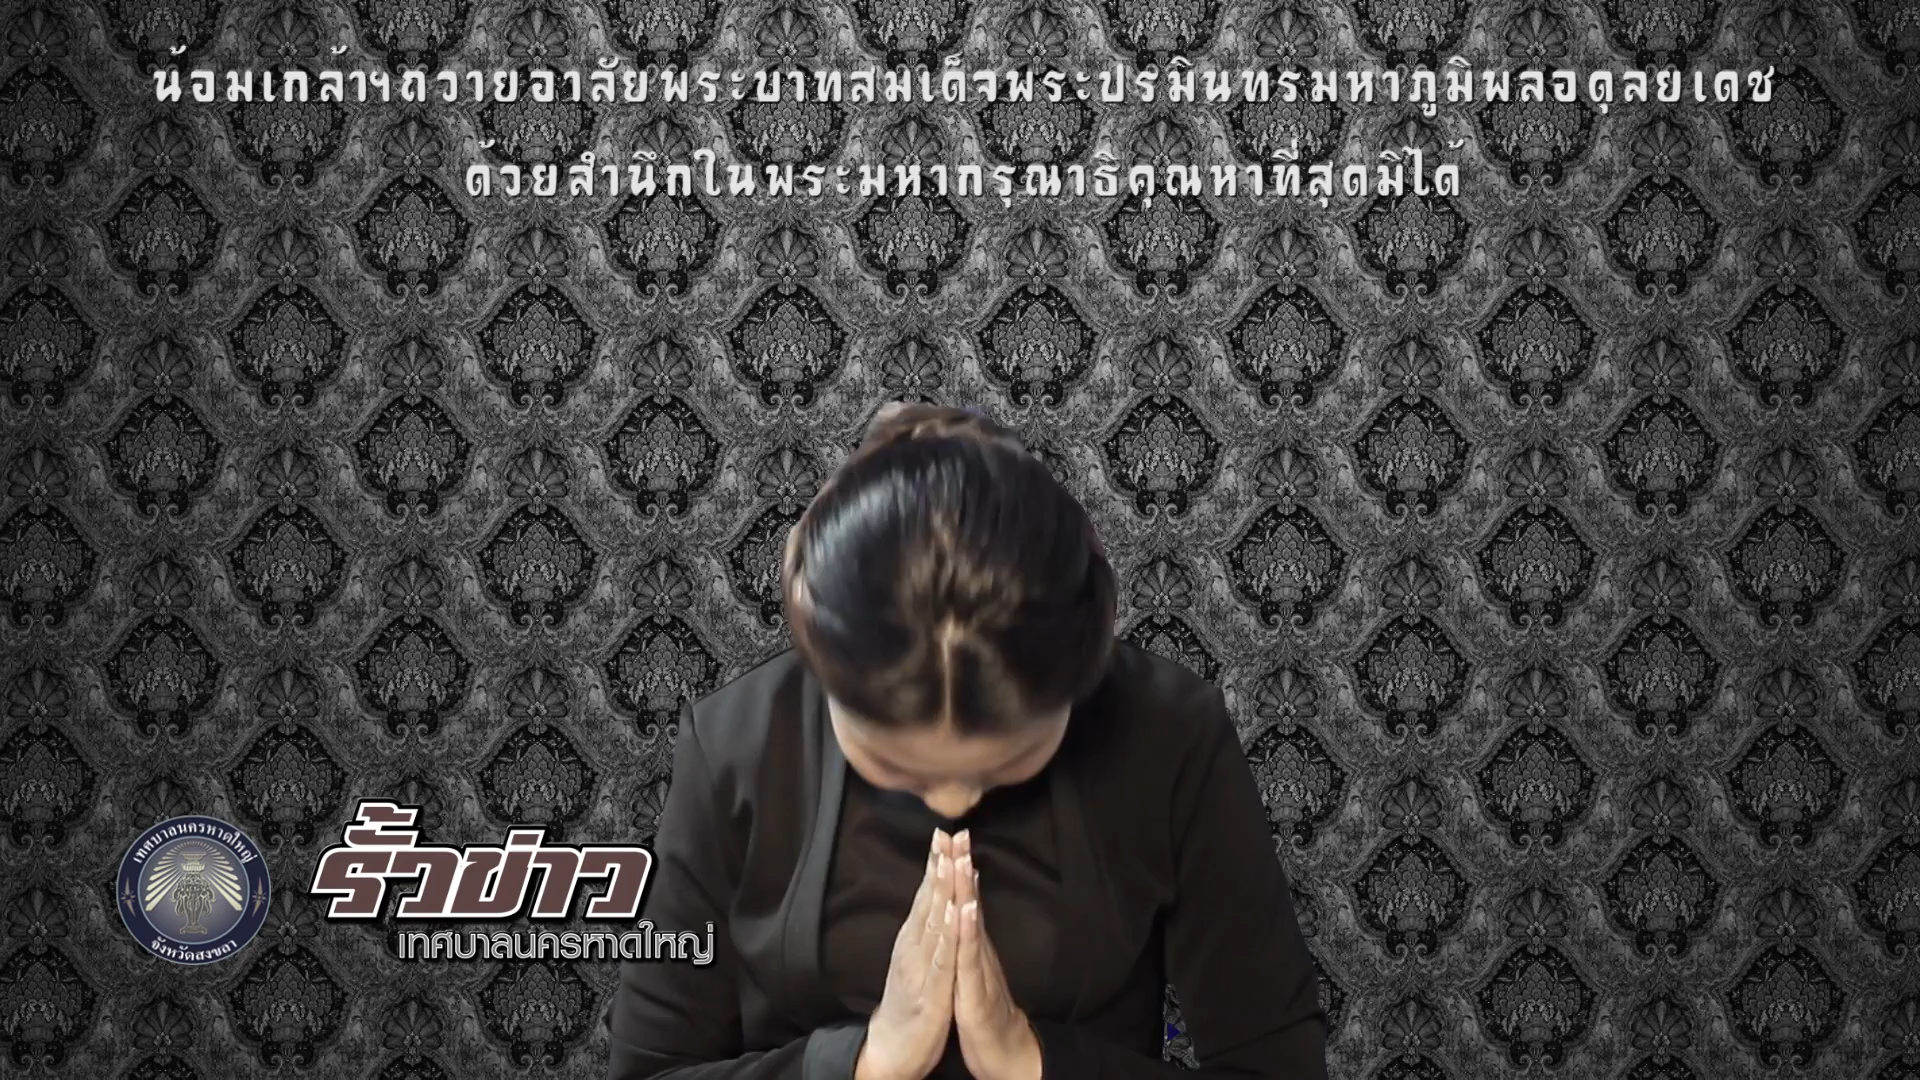 น้อมเกล้าฯถวายอาลัยพระบาทสมเด็จพระปรมินทรมหาภูมิพลอดุลยเดช
ด้วยสำนึกในพระมหากรุณาธิคุณหาที่สุดมิได้
เทศบาลนครหาดใหญ่
จังหวัดสงขลา
รั้วข่าว
เทศบาลนครหาดใหญ่